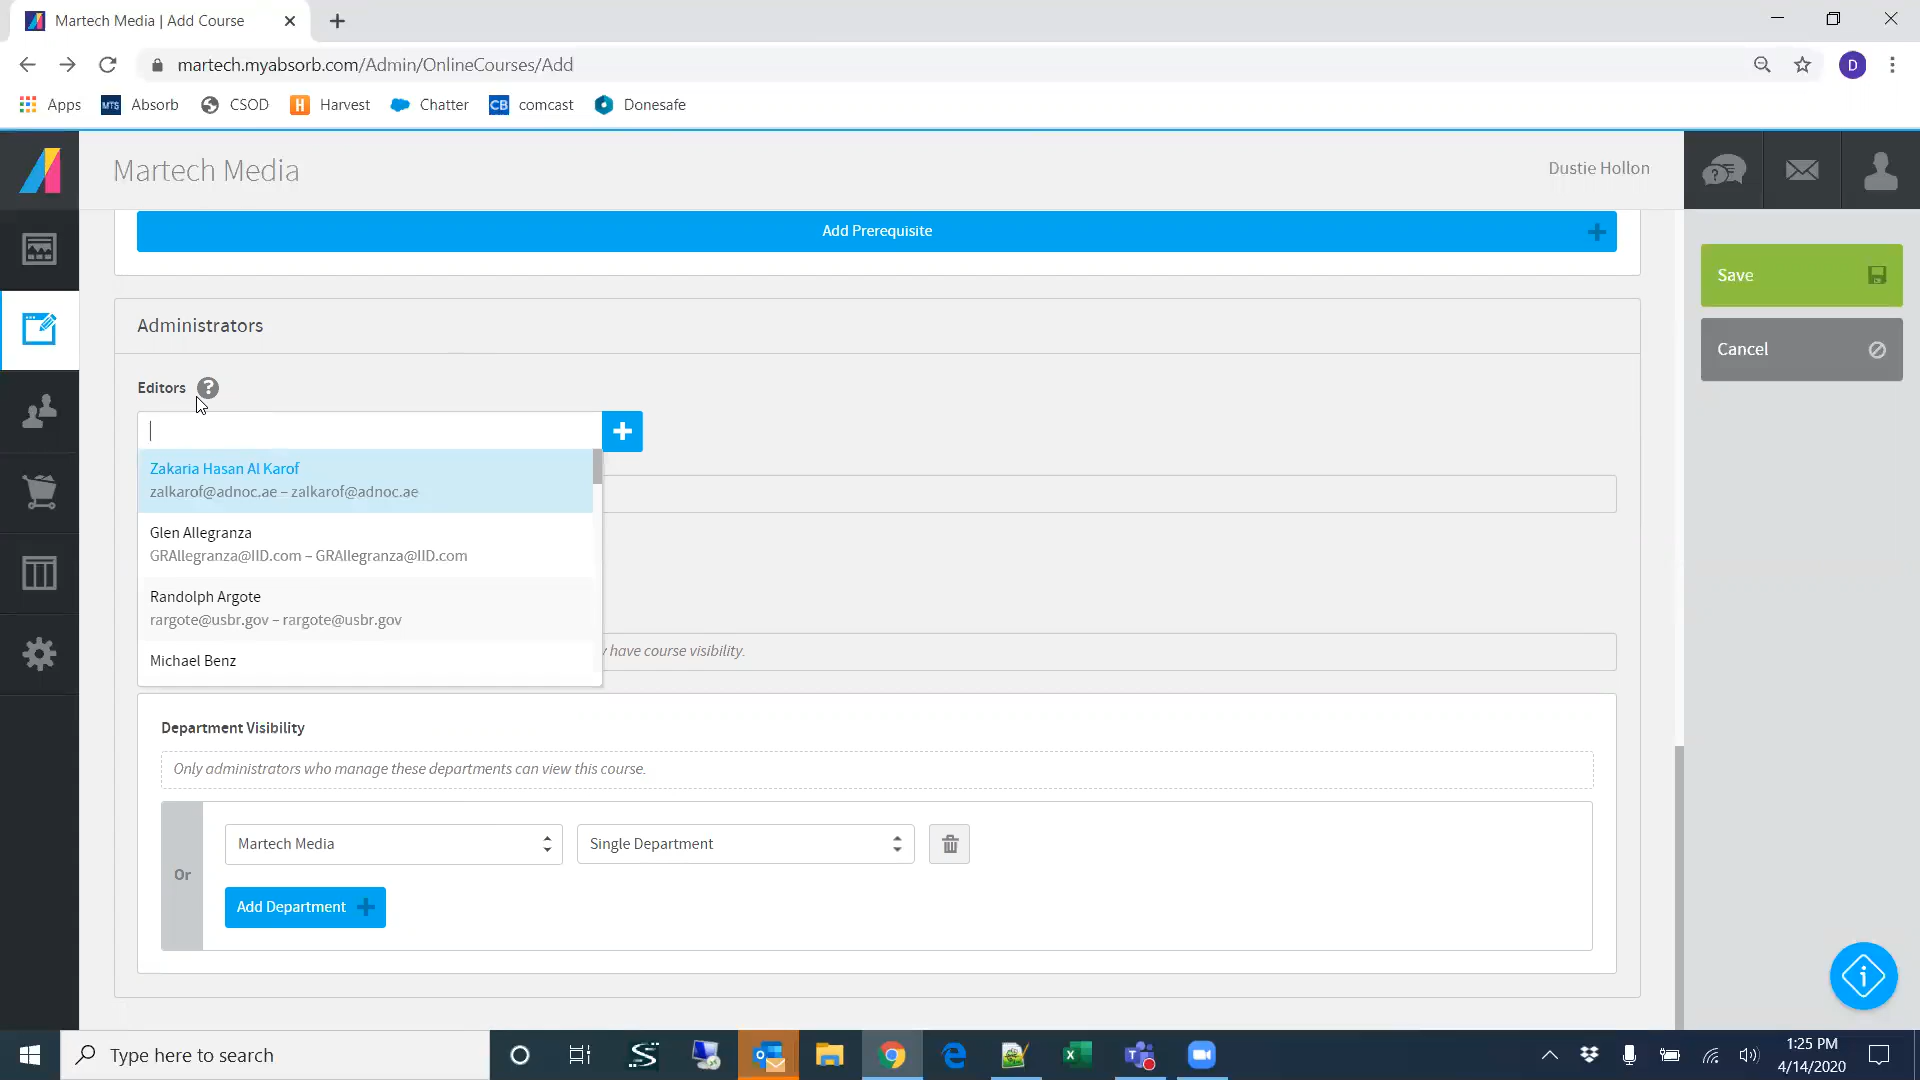 Martech Media | Add Course
martech.myabsorb.com/Admin/OnlineCourses/Add
D
Apps
MTS Absorb
CSOD
H Harvest
Chatter
CB comcast
Donesafe
Martech Media
Dustie Hollon
Add Prerequisite
Save
Cancel
Administrators
Editors ?
Zakaria Hasan Al Karof
zalkarof@adnoc.ae – zalkarof@adnoc.ae
Glen Allegranza
GRAllegranza@IID.com – GRAllegranza@IID.com
Randolph Argote
rargote@usbr.gov – rargote@usbr.gov
Michael Benz
have course visibility.
Department Visibility
Only administrators who manage these departments can view this course.
Or
Martech Media
Single Department
Add Department
Type here to search
1:25 PM
4/14/2020